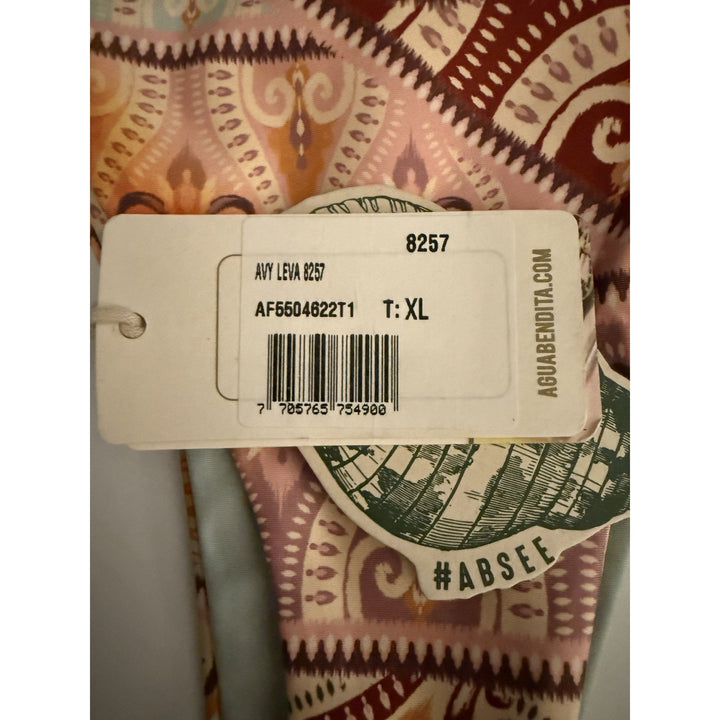 8257
AVY LEVA 8257
AF5504622T1 T: XL
7 705765 754900
AGUABENDITA.COM
#ABSEE